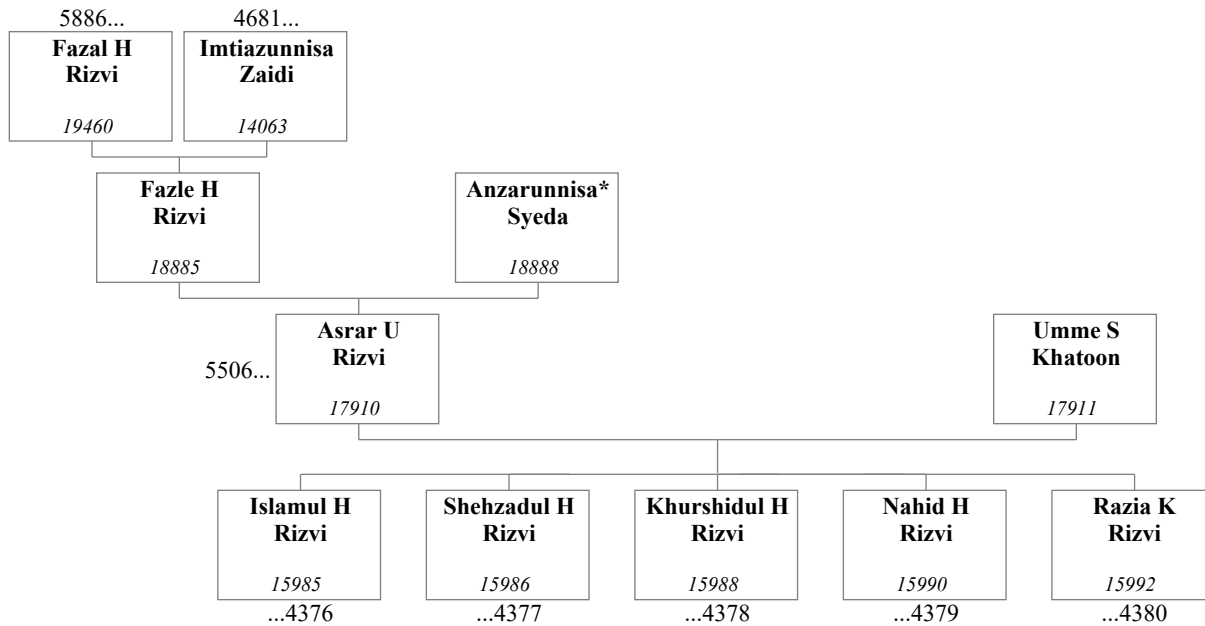 5886...
4681...
Fazal H
Rizvi
19460
Imtiazunnisa
Zaidi
14063
Fazle H
Rizvi
18885
Anzarunnisa*
Syeda
18888
5506...
Asrar U
Rizvi
17910
Umme S
Khatoon
17911
Islamul H
Rizvi
15985
...4376
Shehzadul H
Rizvi
15986
...4377
Khurshidul H
Rizvi
15988
...4378
Nahid H
Rizvi
15990
...4379
Razia K
Rizvi
15992
...4380